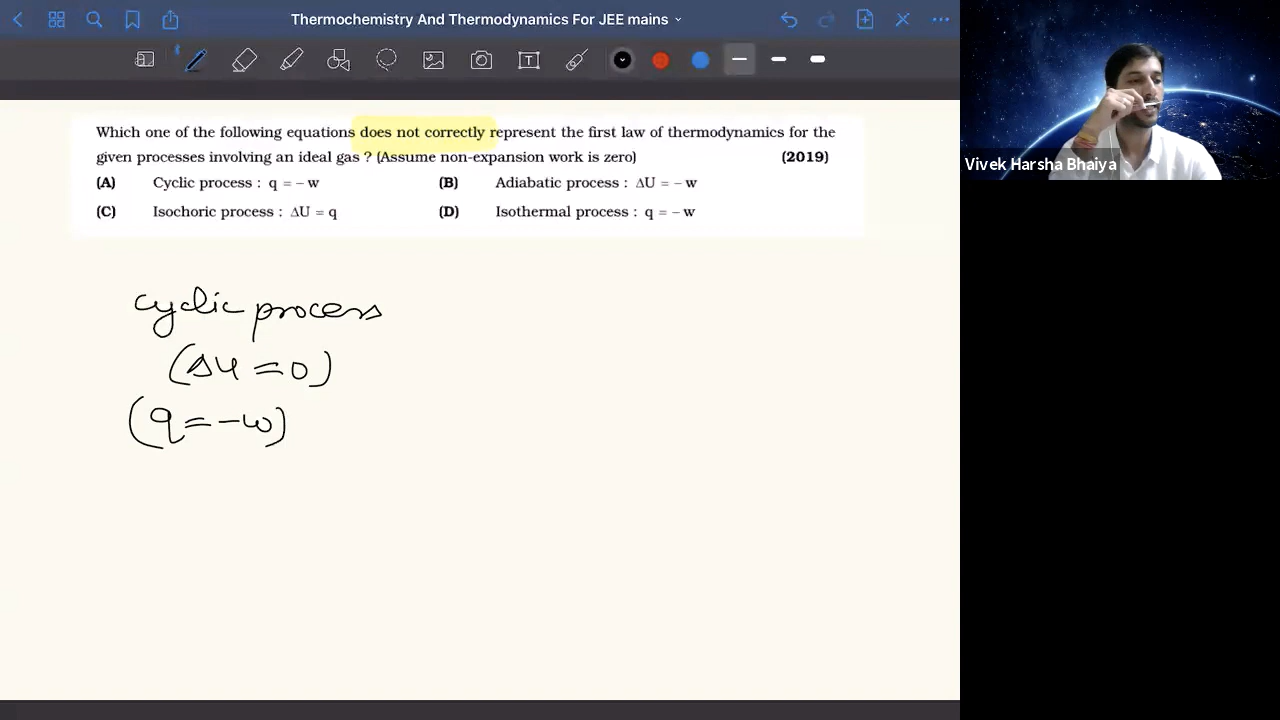 Thermochemistry And Thermodynamics For JEE mains
T
Which one of the following equations does not correctly represent the first law of thermodynamics for the
given processes involving an ideal gas ? (Assume non-expansion work is zero) (2019)
(A) Cyclic process : q = – w (B) Adiabatic process : ΔU = – w
(C) Isochoric process : ΔU = q (D) Isothermal process : q = – w
cyclic process
(ΔU = 0)
(q = -w)
Vivek Harsha Bhaiya